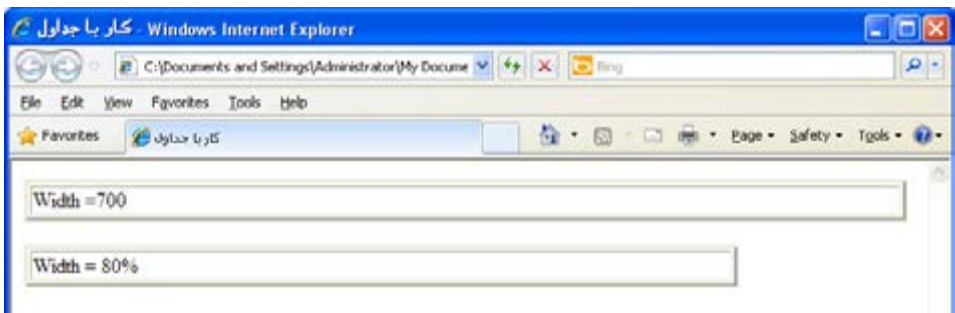 کار با جداول - Windows Internet Explorer
C:\Documents and Settings\Administrator\My Docume Bing
File Edit View Favorites Tools Help
Favorites کار با جداول Page Safety Tools
Width =700
Width = 80%